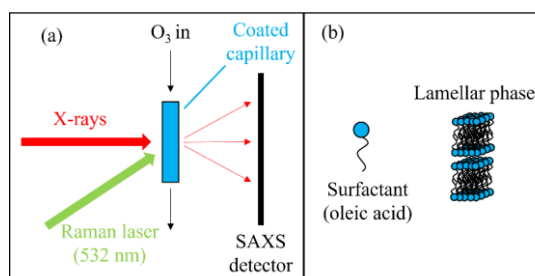 (a)
O3 in
Coated
capillary
X-rays
Raman laser
(532 nm)
SAXS
detector
(b)
Lamellar phase
Surfactant
(oleic acid)